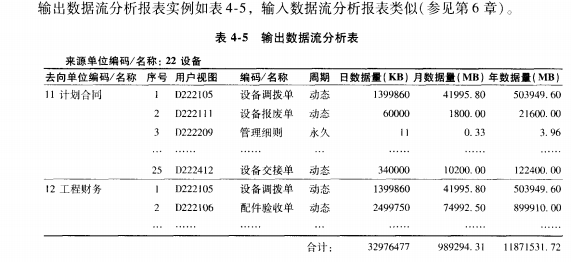 输出数据流分析报表实例如表4-5，输入数据流分析报表类似(参见第6章)。
表 4-5 输出数据流分析表
来源单位编码/名称：22 设备
去向单位编码/名称 序号 用户视图 编码/名称 周期 日数据量(KB) 月数据量(MB) 年数据量(MB)
11 计划合同 1 D222105 设备调拨单 动态 1399860 41995.80 503949.60
2 D222111 设备报废单 动态 60000 1800.00 21600.00
3 D222209 管理细则 永久 11 0.33 3.96
… …… …… … …… …… ……
25 D222412 设备交接单 动态 340000 10200.00 122400.00
12 工程财务 1 D222105 设备调拨单 动态 1399860 41995.80 503949.60
2 D222106 配件验收单 动态 2499750 74992.50 899910.00
… …… …… … …… …… ……
合计： 32976477 989294.31 11871531.72